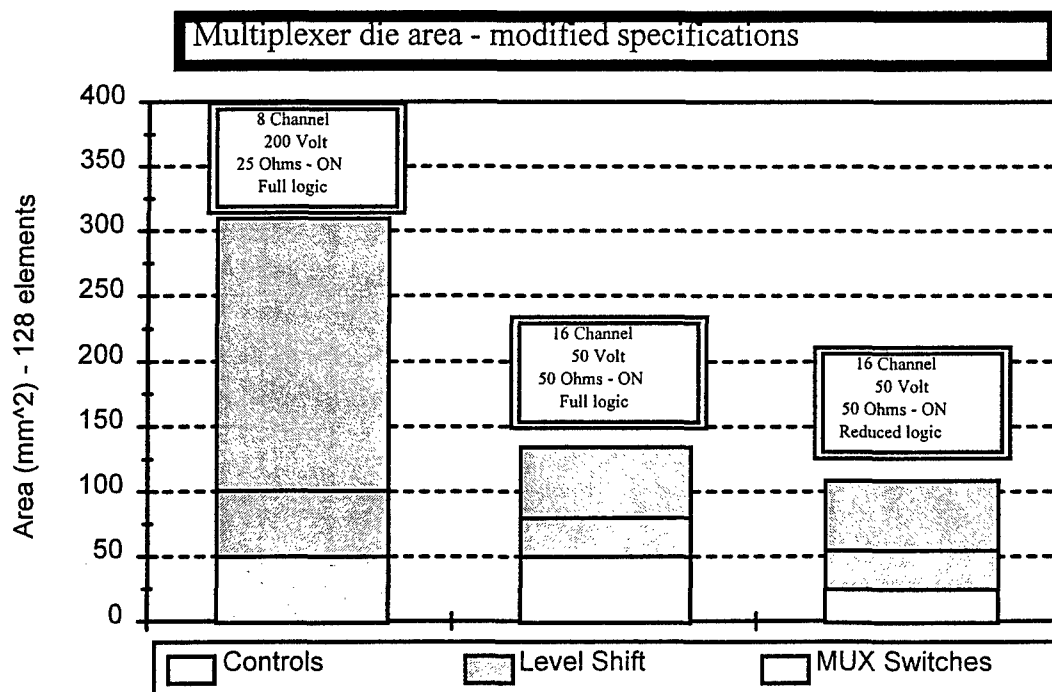 Multiplexer die area - modified specifications
400
350
300
250
200
150
100
50
0
Area (mm^2) - 128 elements
8 Channel
200 Volt
25 Ohms - ON
Full logic
16 Channel
50 Volt
50 Ohms - ON
Full logic
16 Channel
50 Volt
50 Ohms - ON
Reduced logic
Controls
Level Shift
MUX Switches